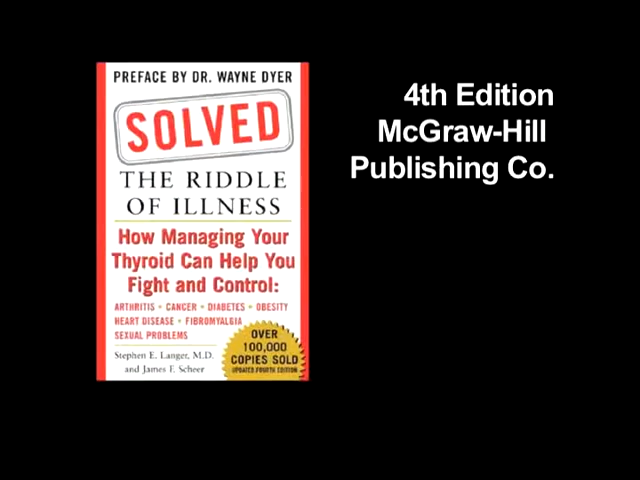 PREFACE BY DR. WAYNE DYER
SOLVED
THE RIDDLE
OF ILLNESS
How Managing Your
Thyroid Can Help You
Fight and Control:
ARTHRITIS • CANCER • DIABETES • OBESITY
HEART DISEASE • FIBROMYALGIA
SEXUAL PROBLEMS
Stephen E. Langer, M.D.
and James F. Scheer
OVER
100,000
COPIES SOLD
UPDATED FOURTH EDITION
4th Edition
McGraw-Hill
Publishing Co.